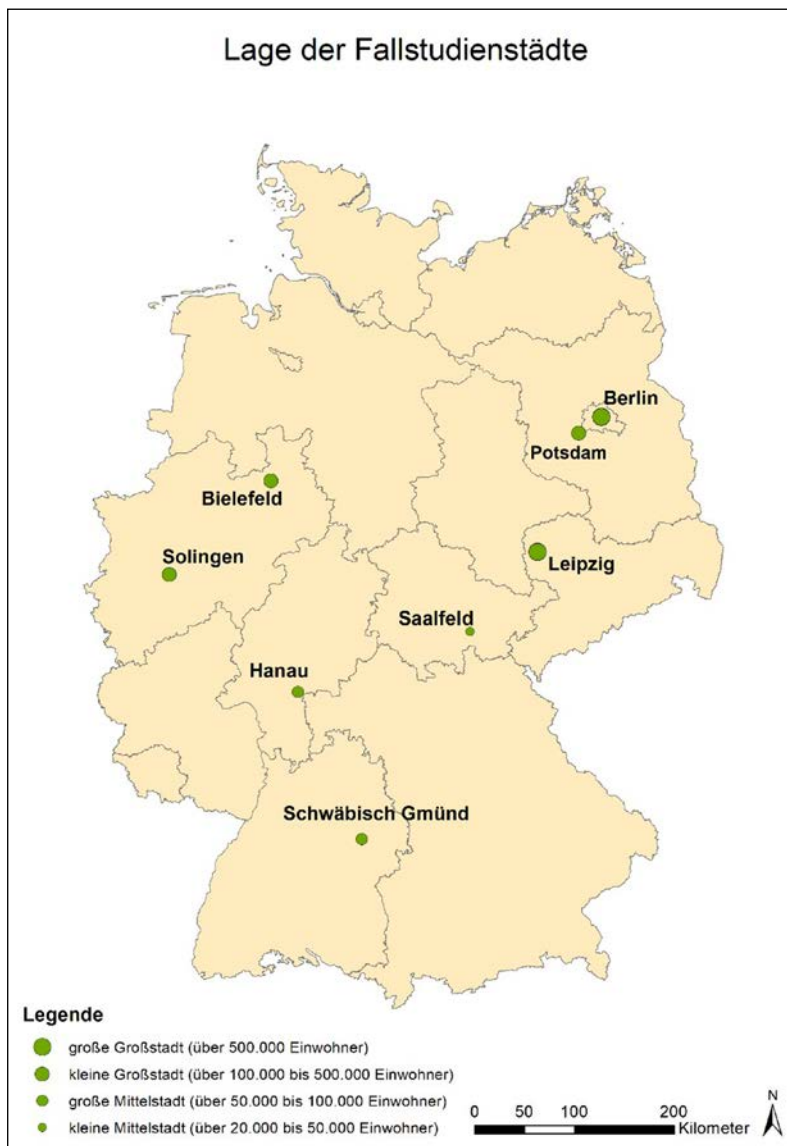 Lage der Fallstudienstädte
Berlin
Potsdam
Bielefeld
Solingen
Leipzig
Saalfeld
Hanau
Schwäbisch Gmünd
Legende
große Großstadt (über 500.000 Einwohner)
kleine Großstadt (über 100.000 bis 500.000 Einwohner)
große Mittelstadt (über 50.000 bis 100.000 Einwohner)
kleine Mittelstadt (über 20.000 bis 50.000 Einwohner)
0 50 100 200
Kilometer
N